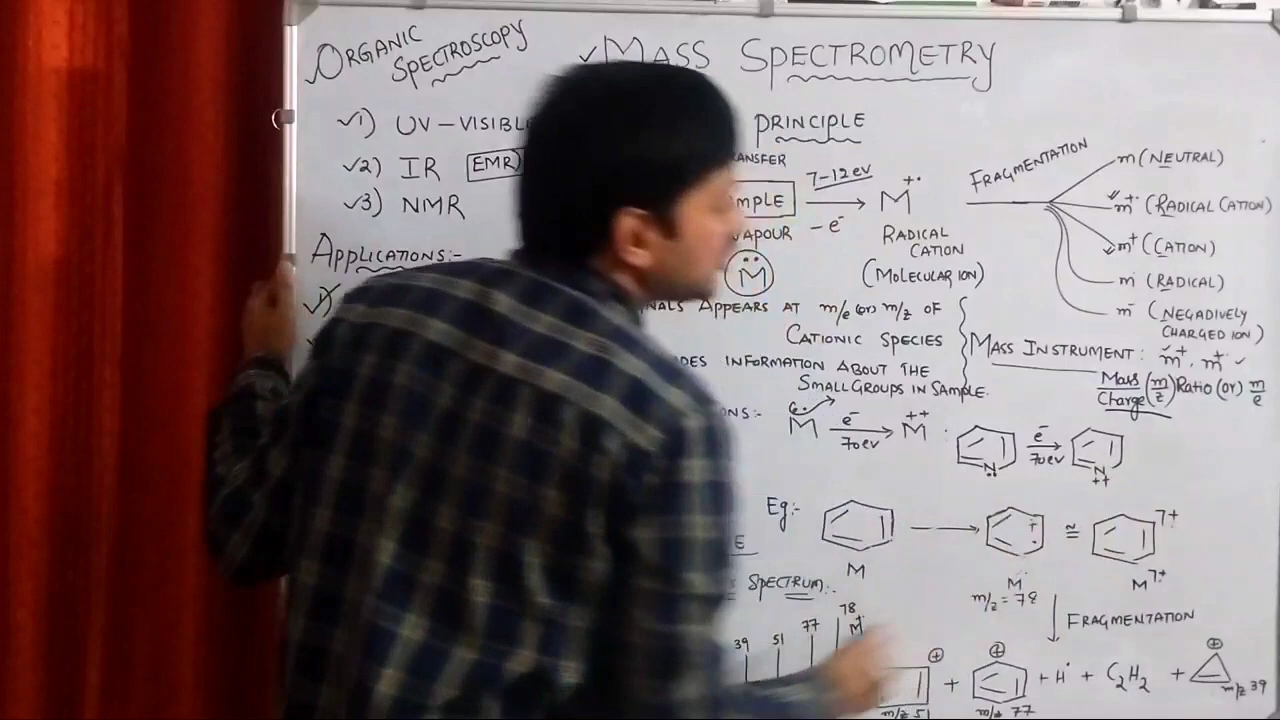 ORGANIC
SPECTROSCOPY
✓MASS SPECTROMETRY
✓1) UV-VISIBL
✓2) IR EMR
✓3) NMR
APPLICATIONS:-
PRINCIPLE
MPLE 7-12ev M+•
VAPOUR -e⁻
RADICAL
CATION
(MOLECULAR ION)
M
FRAGMENTATION
m (NEUTRAL)
m+• (RADICAL CATION)
m+ (CATION)
m• (RADICAL)
m⁻ (NEGADIVELY
CHARGED ION)
NALS APPEARS AT m/e (or) m/z OF
CATIONIC SPECIES
DES INFORMATION ABOUT THE
SMALL GROUPS IN SAMPLE.
MASS INSTRUMENT: m+, m+•
Mass
Charge (m/z) Ratio (or) m/e
ONS:- M e⁻ 70ev M++
N e⁻ 70ev N++
Eg:-
M
M
m/z = 78
≅
7+•
M7+•
FRAGMENTATION
SPECTRUM:-
39 51 77 78
M+•
m/z 51 + m/z 77 + H• + C₂H₂ + m/z 39